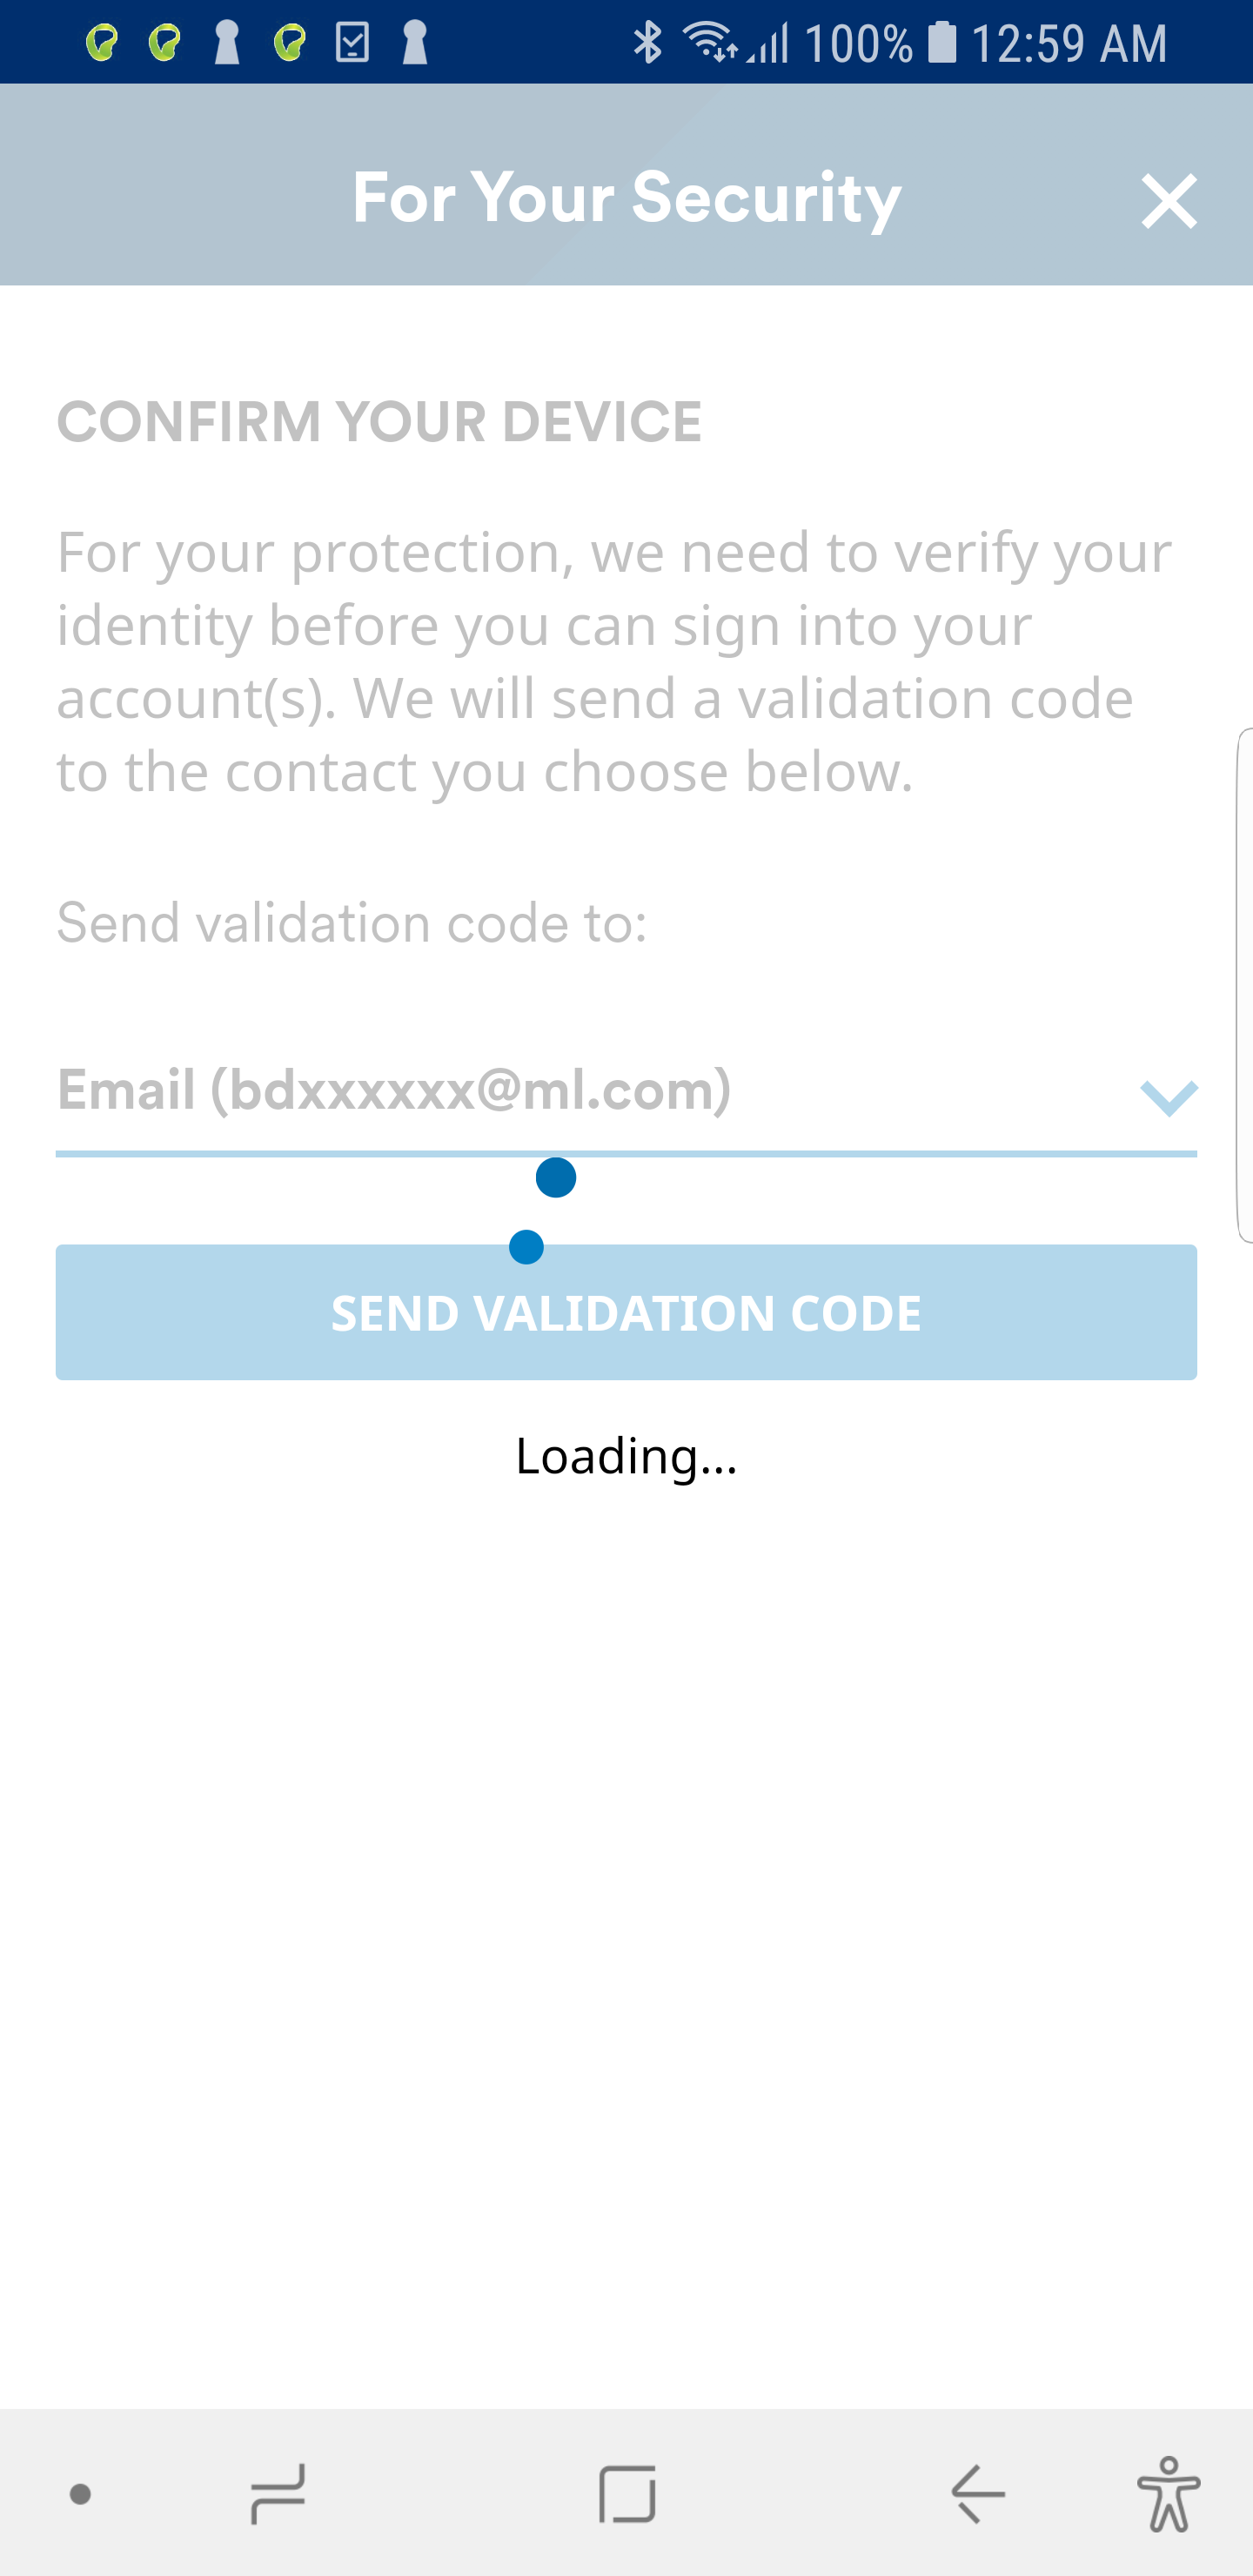 100% 12:59 AM
For Your Security
CONFIRM YOUR DEVICE
For your protection, we need to verify your
identity before you can sign into your
account(s). We will send a validation code
to the contact you choose below.
Send validation code to:
Email (bdxxxxxx@ml.com)
SEND VALIDATION CODE
Loading...